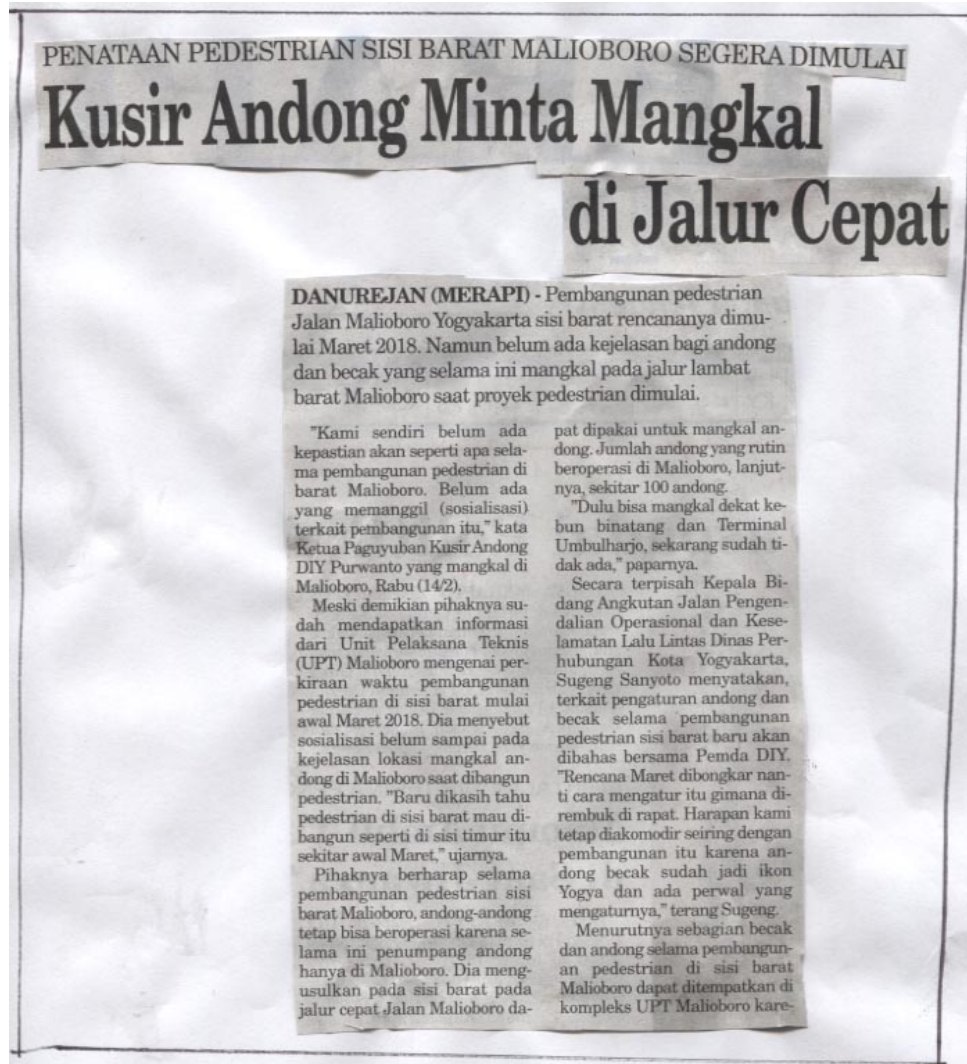 PENATAAN PEDESTRIAN SISI BARAT MALIOBORO SEGERA DIMULAI
Kusir Andong Minta Mangkal
di Jalur Cepat
DANUREJAN (MERAPI) - Pembangunan pedestrian
Jalan Malioboro Yogyakarta sisi barat rencananya dimu-
lai Maret 2018. Namun belum ada kejelasan bagi andong
dan becak yang selama ini mangkal pada jalur lambat
barat Malioboro saat proyek pedestrian dimulai.
"Kami sendiri belum ada
kepastian akan seperti apa sela-
ma pembangunan pedestrian di
barat Malioboro. Belum ada
yang memanggil (sosialisasi)
terkait pembangunan itu," kata
Ketua Paguyuban Kusir Andong
DIY Purwanto yang mangkal di
Malioboro, Rabu (14/2).
Meski demikian pihaknya su-
dah mendapatkan informasi
dari Unit Pelaksana Teknis
(UPT) Malioboro mengenai per-
kiraan waktu pembangunan
pedestrian di sisi barat mulai
awal Maret 2018. Dia menyebut
sosialisasi belum sampai pada
kejelasan lokasi mangkal an-
dong di Malioboro saat dibangun
pedestrian. "Baru dikasih tahu
pedestrian di sisi barat mau di-
bangun seperti di sisi timur itu
sekitar awal Maret," ujarnya.
Pihaknya berharap selama
pembangunan pedestrian sisi
barat Malioboro, andong-andong
tetap bisa beroperasi karena se-
lama ini penumpang andong
hanya di Malioboro. Dia meng-
usulkan pada sisi barat pada
jalur cepat Jalan Malioboro da-
pat dipakai untuk mangkal an-
dong. Jumlah andong yang rutin
beroperasi di Malioboro, lanjut-
nya, sekitar 100 andong.
"Dulu bisa mangkal dekat ke-
bun binatang dan Terminal
Umbulharjo, sekarang sudah ti-
dak ada," paparnya.
Secara terpisah Kepala Bi-
dang Angkutan Jalan Pengen-
dalian Operasional dan Kese-
lamatan Lalu Lintas Dinas Per-
hubungan Kota Yogyakarta,
Sugeng Sanyoto menyatakan,
terkait pengaturan andong dan
becak selama pembangunan
pedestrian sisi barat baru akan
dibahas bersama Pemda DIY.
"Rencana Maret dibongkar nan-
ti cara mengatur itu gimana di-
rembuk di rapat. Harapan kami
tetap diakomodir seiring dengan
pembangunan itu karena an-
dong becak sudah jadi ikon
Yogya dan ada perwal yang
mengaturnya," terang Sugeng.
Menurutnya sebagian becak
dan andong selama pembangun-
an pedestrian di sisi barat
Malioboro dapat ditempatkan di
kompleks UPT Malioboro kare-